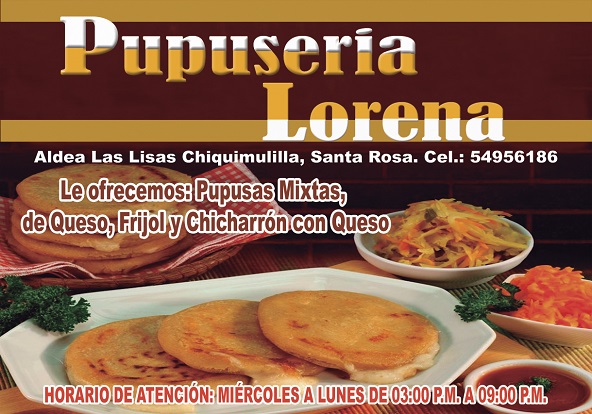 Pupuseria
Lorena
Aldea Las Lisas Chiquimulilla, Santa Rosa. Cel.: 54956186
Le ofrecemos: Pupusas Mixtas,
de Queso, Frijol y Chicharrón con Queso
HORARIO DE ATENCIÓN: MIÉRCOLES A LUNES DE 03:00 P.M. A 09:00 P.M.